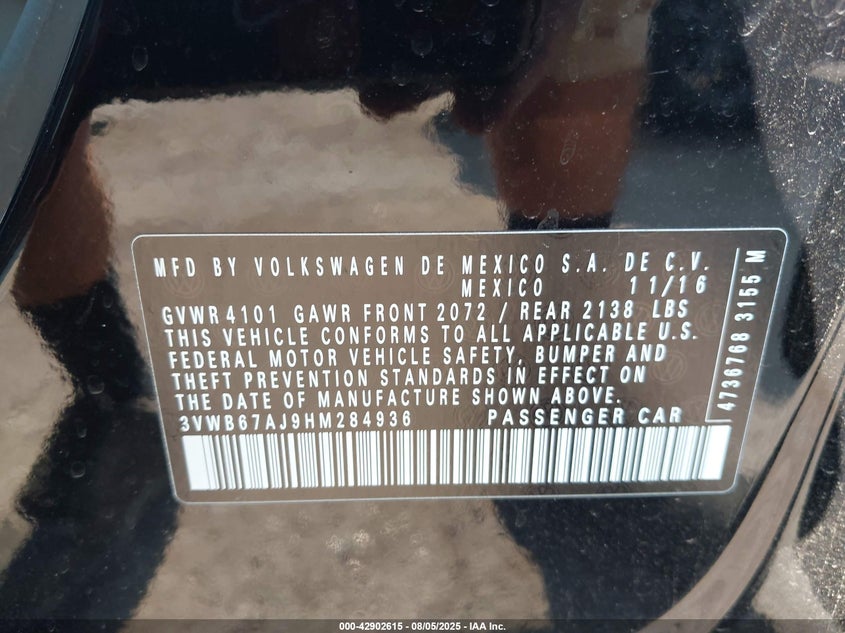 MFD BY VOLKSWAGEN DE MEXICO S.A. DE C.V.
MEXICO 11/16
GVWR 4101 GAWR FRONT 2072 / REAR 2138 LBS
THIS VEHICLE CONFORMS TO ALL APPLICABLE U.S.
FEDERAL MOTOR VEHICLE SAFETY, BUMPER AND
THEFT PREVENTION STANDARDS IN EFFECT ON
THE DATE OF MANUFACTURE SHOWN ABOVE.
3VWB67AJ9HM284936 PASSENGER CAR
4736768 3155 M
000-42902615 - 08/05/2025 - IAA Inc.